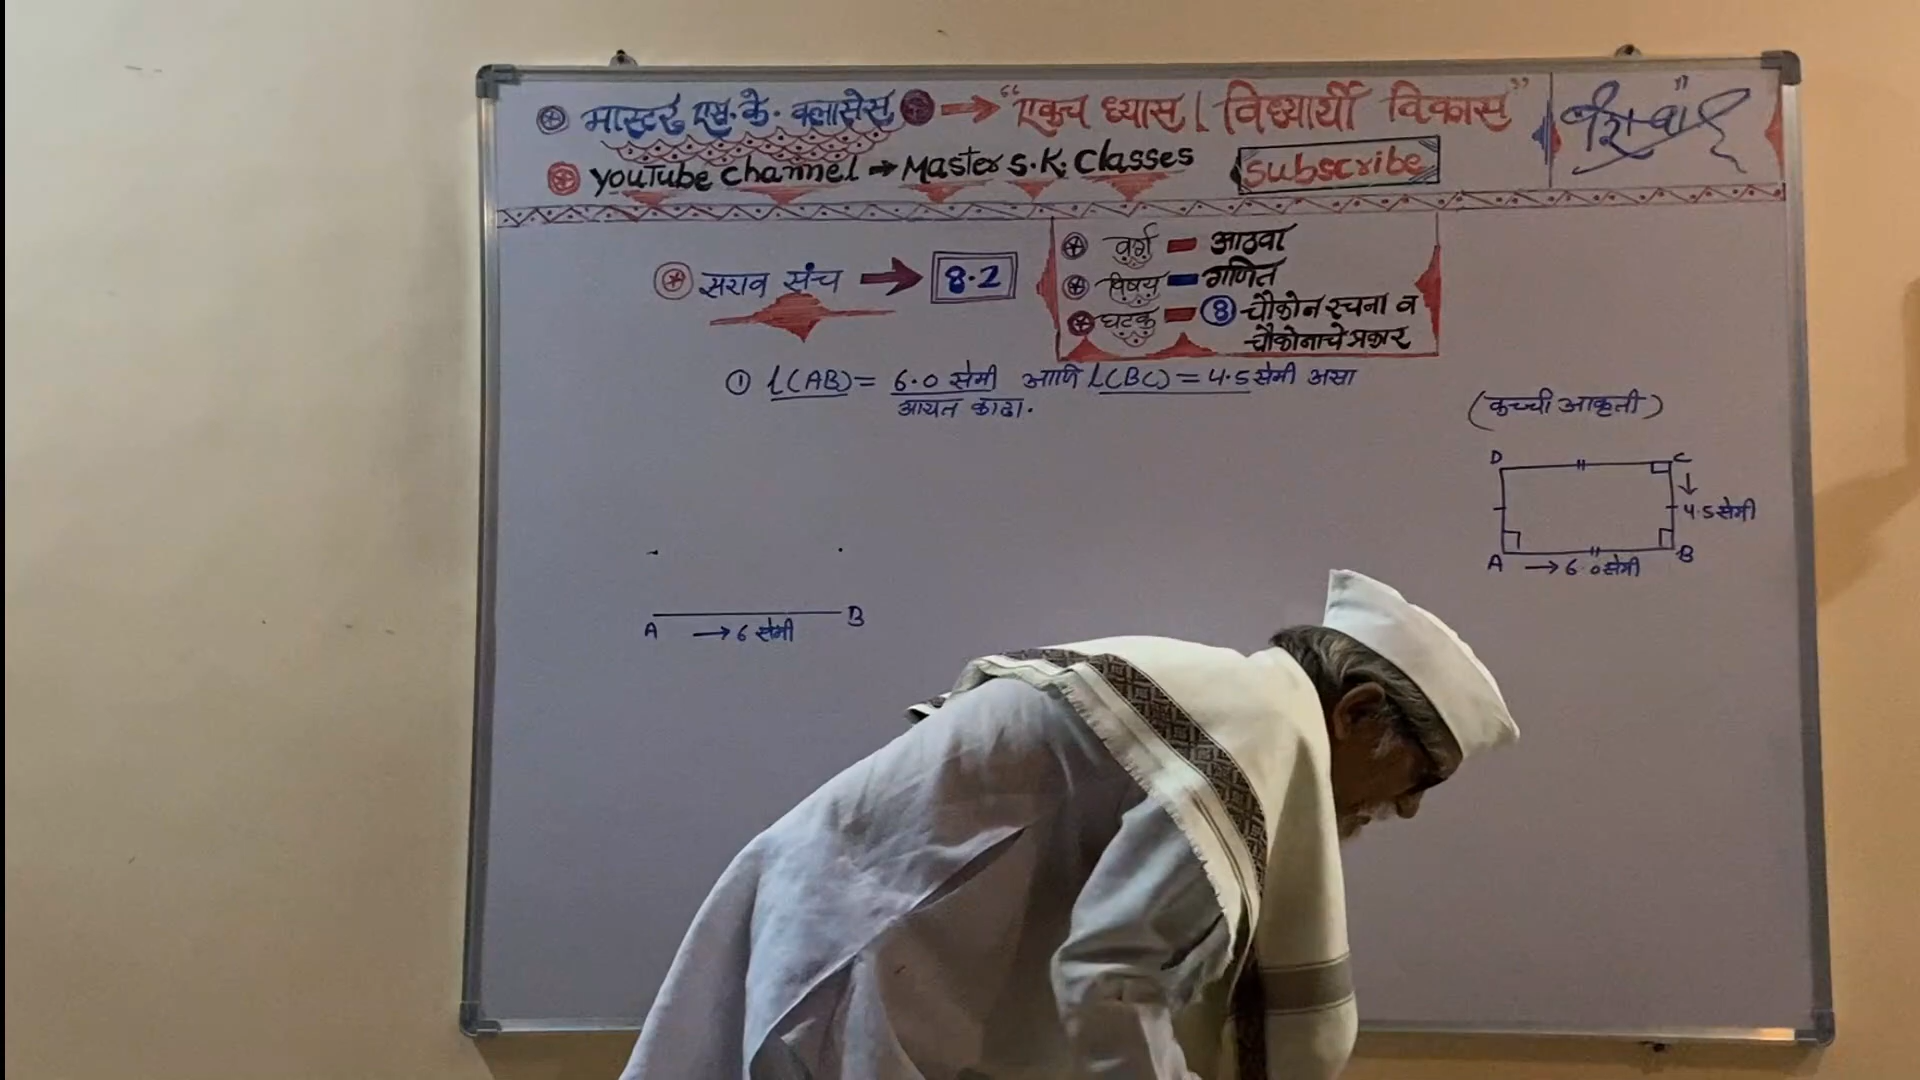 मास्टर एस. के. क्लासेस → "एकच ध्यास । विद्यार्थी विकास"
YouTube channel → Master S.K. Classes subscribe
सराव संच → 8.2
वर्ग - आठवा
विषय - गणित
घटक - 8 चौकोन रचना व
चौकोनाचे प्रकार
① l(AB) = 6.0 सेमी आणि l(BC) = 4.5 सेमी असा
आयत काढा.
(कच्ची आकृती)
D C
↓
4.5 सेमी
A → 6.0 सेमी B
A → 6 सेमी B